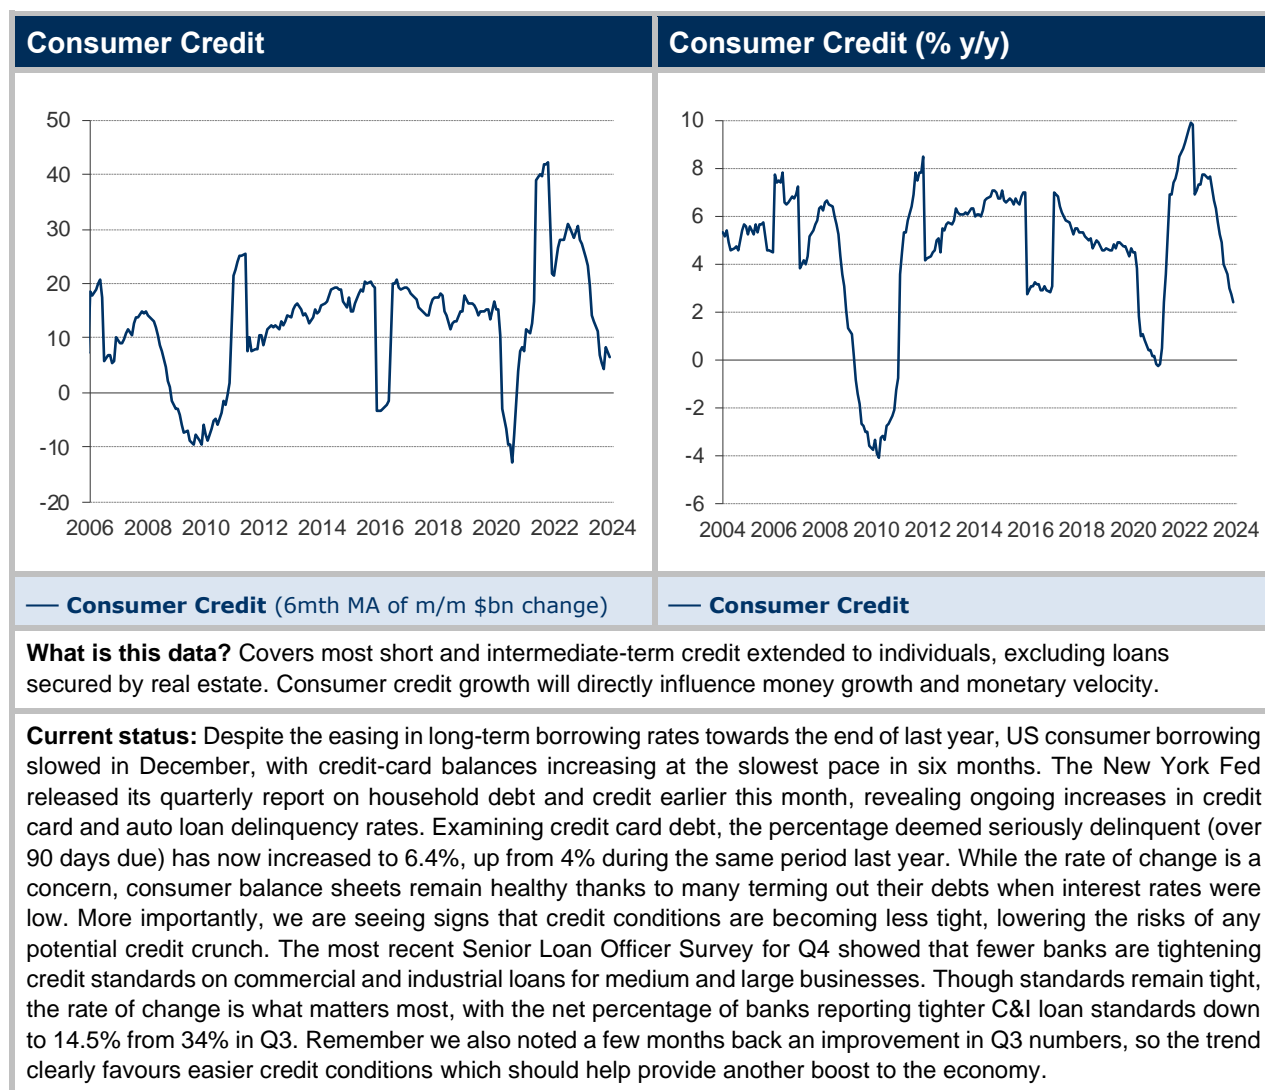 Consumer Credit
Consumer Credit (% y/y)
50
40
30
20
10
0
-10
-20
2006 2008 2010 2012 2014 2016 2018 2020 2022 2024
10
8
6
4
2
0
-2
-4
-6
2004 2006 2008 2010 2012 2014 2016 2018 2020 2022 2024
Consumer Credit (6mth MA of m/m $bn change)
Consumer Credit
What is this data? Covers most short and intermediate-term credit extended to individuals, excluding loans
secured by real estate. Consumer credit growth will directly influence money growth and monetary velocity.
Current status: Despite the easing in long-term borrowing rates towards the end of last year, US consumer borrowing
slowed in December, with credit-card balances increasing at the slowest pace in six months. The New York Fed
released its quarterly report on household debt and credit earlier this month, revealing ongoing increases in credit
card and auto loan delinquency rates. Examining credit card debt, the percentage deemed seriously delinquent (over
90 days due) has now increased to 6.4%, up from 4% during the same period last year. While the rate of change is a
concern, consumer balance sheets remain healthy thanks to many terming out their debts when interest rates were
low. More importantly, we are seeing signs that credit conditions are becoming less tight, lowering the risks of any
potential credit crunch. The most recent Senior Loan Officer Survey for Q4 showed that fewer banks are tightening
credit standards on commercial and industrial loans for medium and large businesses. Though standards remain tight,
the rate of change is what matters most, with the net percentage of banks reporting tighter C&I loan standards down
to 14.5% from 34% in Q3. Remember we also noted a few months back an improvement in Q3 numbers, so the trend
clearly favours easier credit conditions which should help provide another boost to the economy.